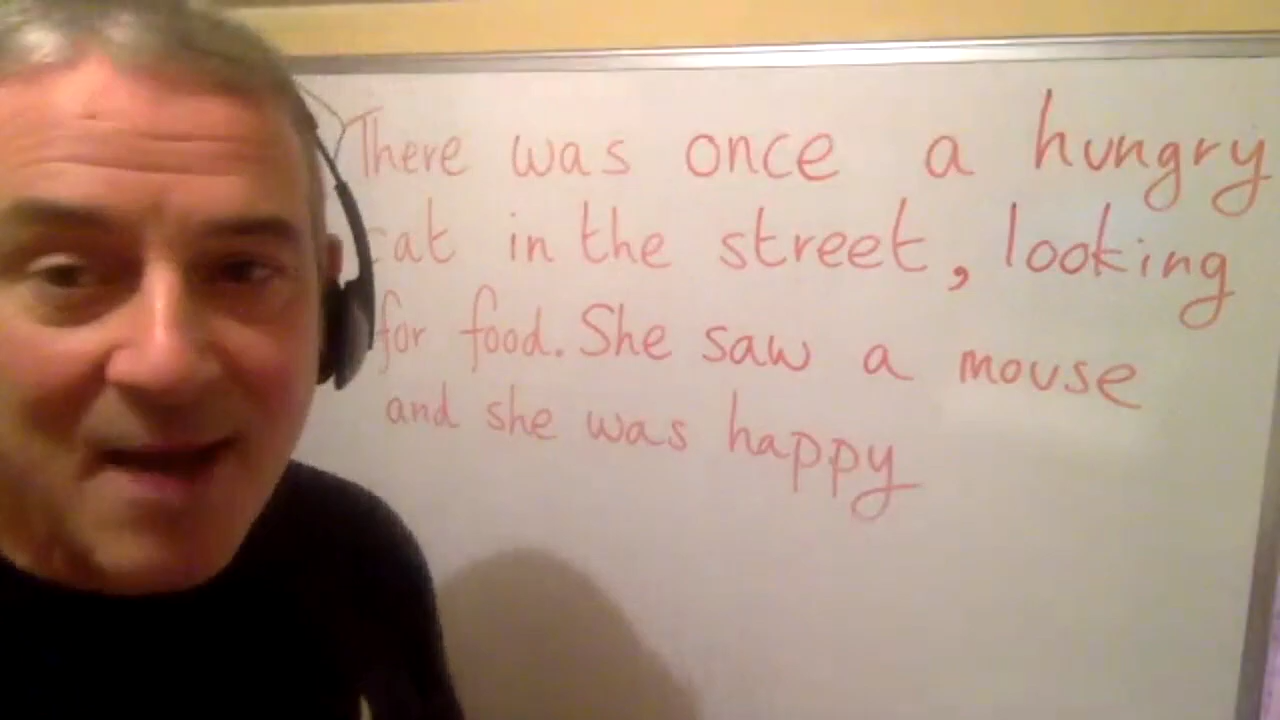 There was once a hungry
cat in the street, looking
for food. She saw a mouse
and she was happy